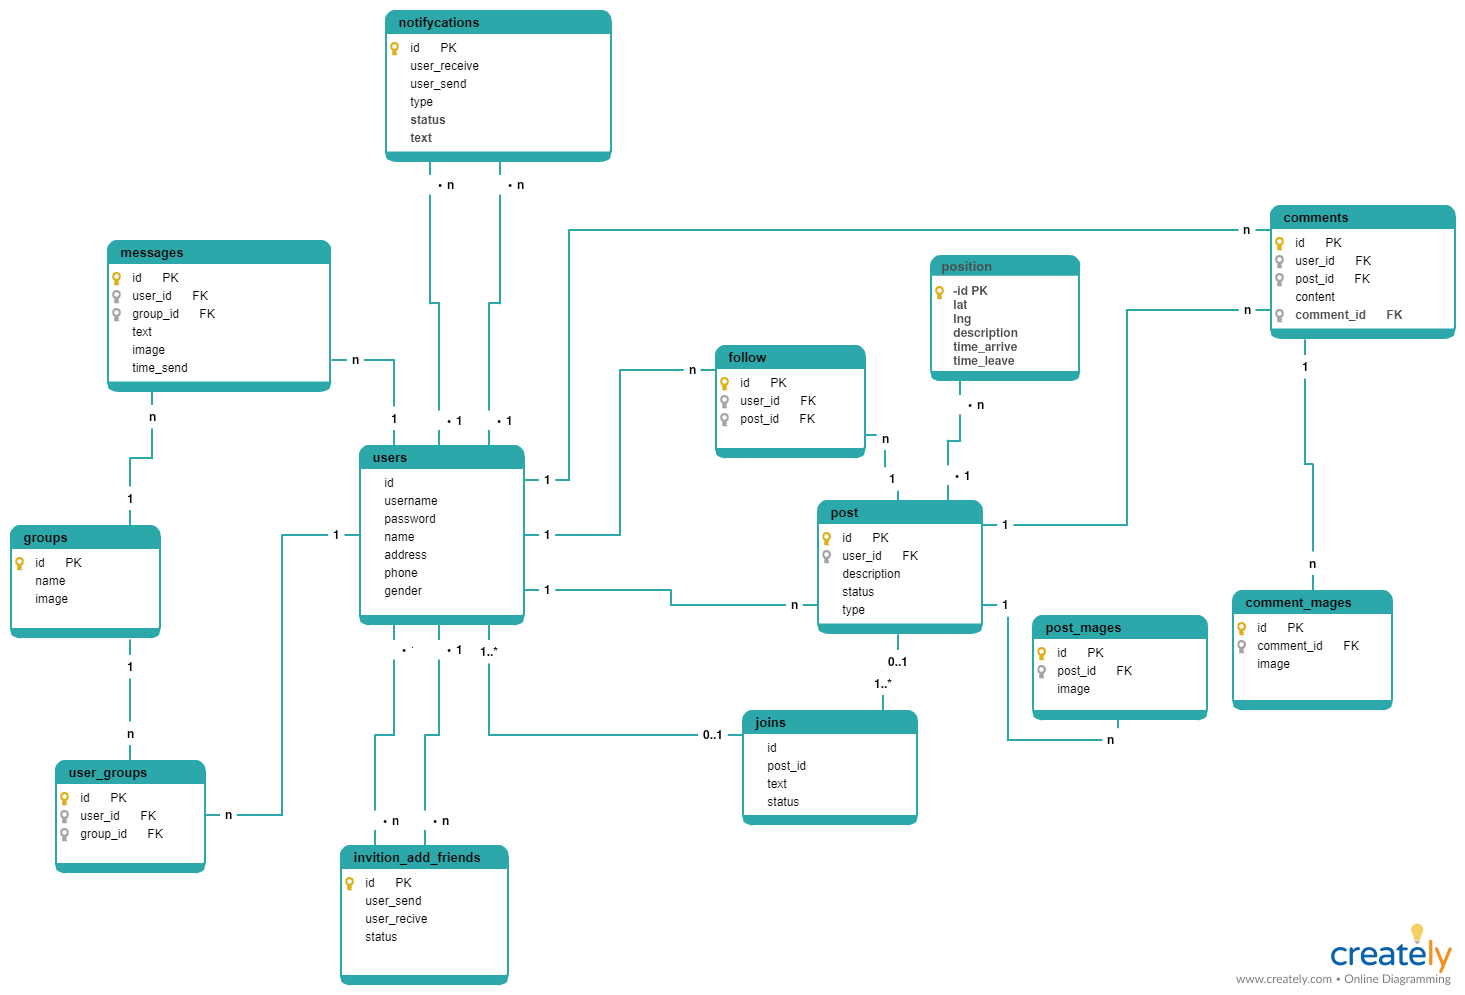 notifycations
id PK
user_receive
user_send
type
status
text
• n
• n
comments
id PK
user_id FK
post_id FK
content
comment_id FK
n
n
1
messages
id PK
user_id FK
group_id FK
text
image
time_send
n
1
n
1
• 1
• 1
position
-id PK
lat
lng
description
time_arrive
time_leave
• n
• 1
follow
id PK
user_id FK
post_id FK
n
n
1
users
id
username
password
name
address
phone
gender
1
1
1
1
• 1
1..*
groups
id PK
name
image
1
n
post
id PK
user_id FK
description
status
type
n
1
1
0..1
1..*
post_mages
id PK
post_id FK
image
n
n
comment_mages
id PK
comment_id FK
image
joins
id
post_id
text
status
0..1
user_groups
id PK
user_id FK
group_id FK
n
• n
• n
invition_add_friends
id PK
user_send
user_recive
status
creately
www.creately.com • Online Diagramming